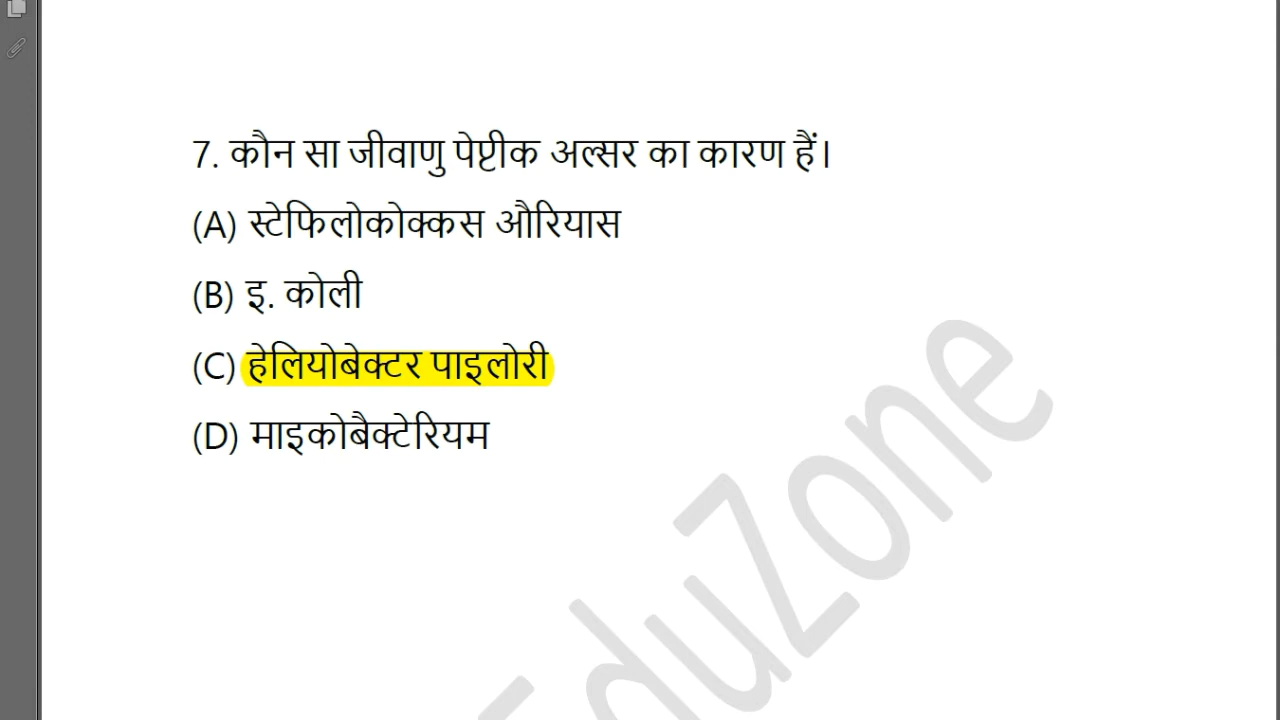 7. कौन सा जीवाणु पेप्टीक अल्सर का कारण हैं।
(A) स्टेफिलोकोक्कस औरियास
(B) इ. कोली
(C) हेलियोबेक्टर पाइलोरी
(D) माइकोबैक्टेरियम
EduZone